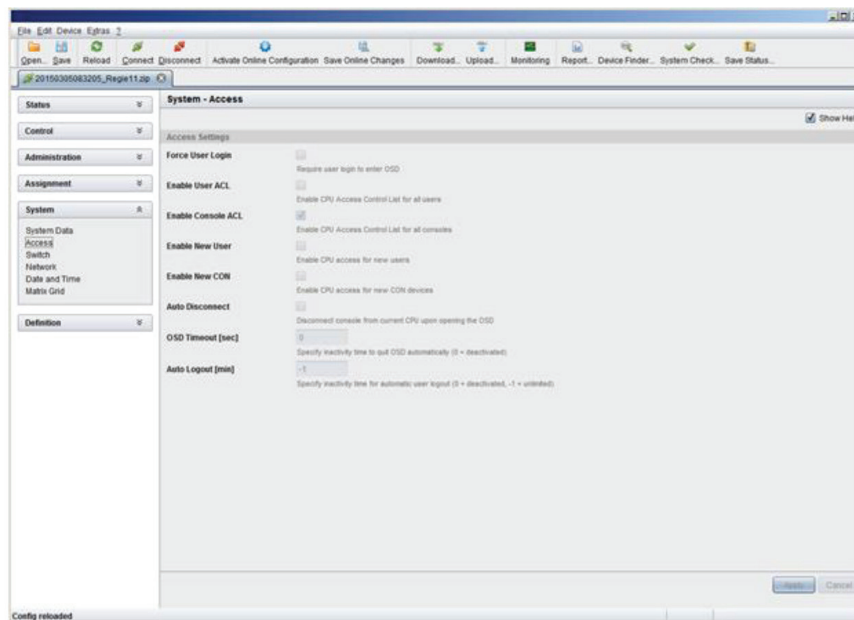 File Edit Device Extras ?
Open... Save Reload Connect Disconnect Activate Online Configuration Save Online Changes Download... Upload... Monitoring Report... Device Finder... System Check... Save Status...
20150305083205_Regie11.zip
Status
Control
Administration
Assignment
System
System Data
Access
Switch
Network
Date and Time
Matrix Grid
Definition
System - Access
Show Hel
Access Settings
Force User Login
Require user login to enter OSD
Enable User ACL
Enable CPU Access Control List for all users
Enable Console ACL
Enable CPU Access Control List for all consoles
Enable New User
Enable CPU access for new users
Enable New CON
Enable CPU access for new CON devices
Auto Disconnect
Disconnect console from current CPU upon opening the OSD
OSD Timeout [sec] 0
Specify inactivity time to quit OSD automatically (0 = deactivated)
Auto Logout [min] -1
Specify inactivity time for automatic user logout (0 = deactivated, -1 = unlimited)
Apply Cancel
Config reloaded